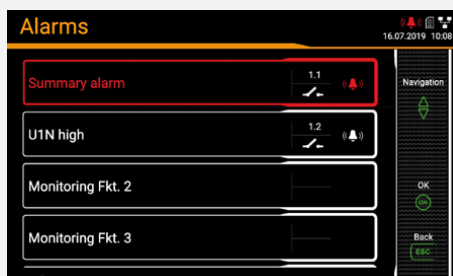 Alarms
16.07.2019 10:08
Summary alarm
1.1
Navigation
U1N high
1.2
Monitoring Fkt. 2
OK
OK
Monitoring Fkt. 3
Back
ESC